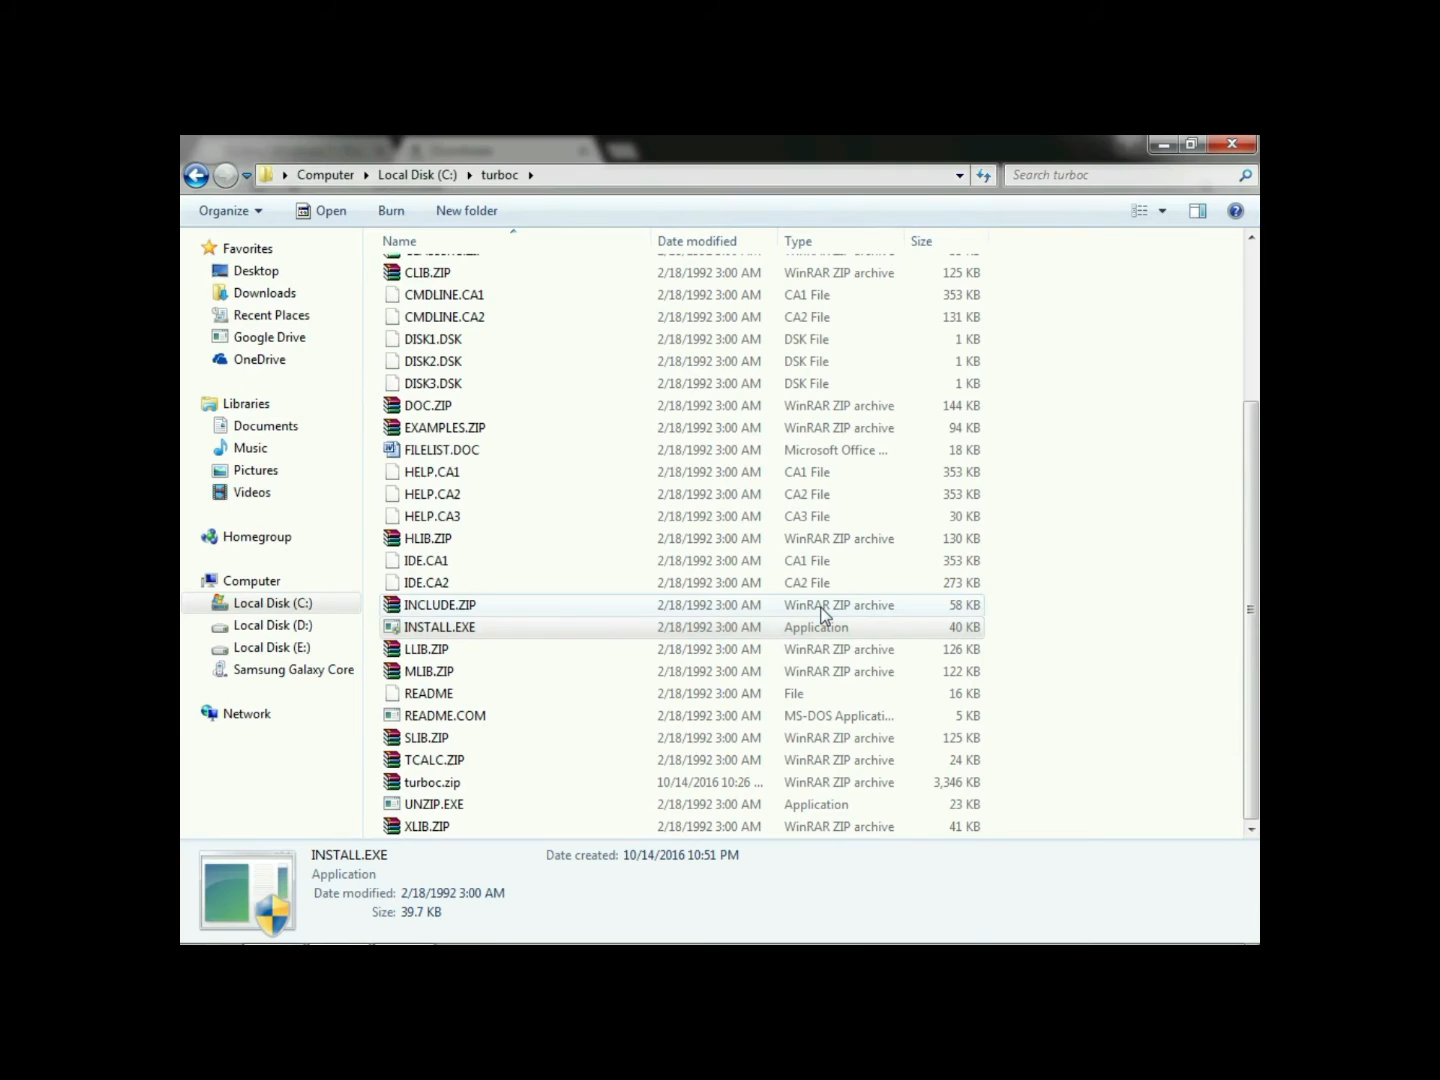 Computer Local Disk (C:) turboc Search turboc
Organize Open Burn New folder
Name Date modified Type Size
Favorites
Desktop
Downloads
Recent Places
Google Drive
OneDrive
Libraries
Documents
Music
Pictures
Videos
Homegroup
Computer
Local Disk (C:)
Local Disk (D:)
Local Disk (E:)
Samsung Galaxy Core
Network
CLIB.ZIP 2/18/1992 3:00 AM WinRAR ZIP archive 125 KB
CMDLINE.CA1 2/18/1992 3:00 AM CA1 File 353 KB
CMDLINE.CA2 2/18/1992 3:00 AM CA2 File 131 KB
DISK1.DSK 2/18/1992 3:00 AM DSK File 1 KB
DISK2.DSK 2/18/1992 3:00 AM DSK File 1 KB
DISK3.DSK 2/18/1992 3:00 AM DSK File 1 KB
DOC.ZIP 2/18/1992 3:00 AM WinRAR ZIP archive 144 KB
EXAMPLES.ZIP 2/18/1992 3:00 AM WinRAR ZIP archive 94 KB
FILELIST.DOC 2/18/1992 3:00 AM Microsoft Office ... 18 KB
HELP.CA1 2/18/1992 3:00 AM CA1 File 353 KB
HELP.CA2 2/18/1992 3:00 AM CA2 File 353 KB
HELP.CA3 2/18/1992 3:00 AM CA3 File 30 KB
HLIB.ZIP 2/18/1992 3:00 AM WinRAR ZIP archive 130 KB
IDE.CA1 2/18/1992 3:00 AM CA1 File 353 KB
IDE.CA2 2/18/1992 3:00 AM CA2 File 273 KB
INCLUDE.ZIP 2/18/1992 3:00 AM WinRAR ZIP archive 58 KB
INSTALL.EXE 2/18/1992 3:00 AM Application 40 KB
LLIB.ZIP 2/18/1992 3:00 AM WinRAR ZIP archive 126 KB
MLIB.ZIP 2/18/1992 3:00 AM WinRAR ZIP archive 122 KB
README 2/18/1992 3:00 AM File 16 KB
README.COM 2/18/1992 3:00 AM MS-DOS Applicati... 5 KB
SLIB.ZIP 2/18/1992 3:00 AM WinRAR ZIP archive 125 KB
TCALC.ZIP 2/18/1992 3:00 AM WinRAR ZIP archive 24 KB
turboc.zip 10/14/2016 10:26 ... WinRAR ZIP archive 3,346 KB
UNZIP.EXE 2/18/1992 3:00 AM Application 23 KB
XLIB.ZIP 2/18/1992 3:00 AM WinRAR ZIP archive 41 KB
INSTALL.EXE Date created: 10/14/2016 10:51 PM
Application
Date modified: 2/18/1992 3:00 AM
Size: 39.7 KB